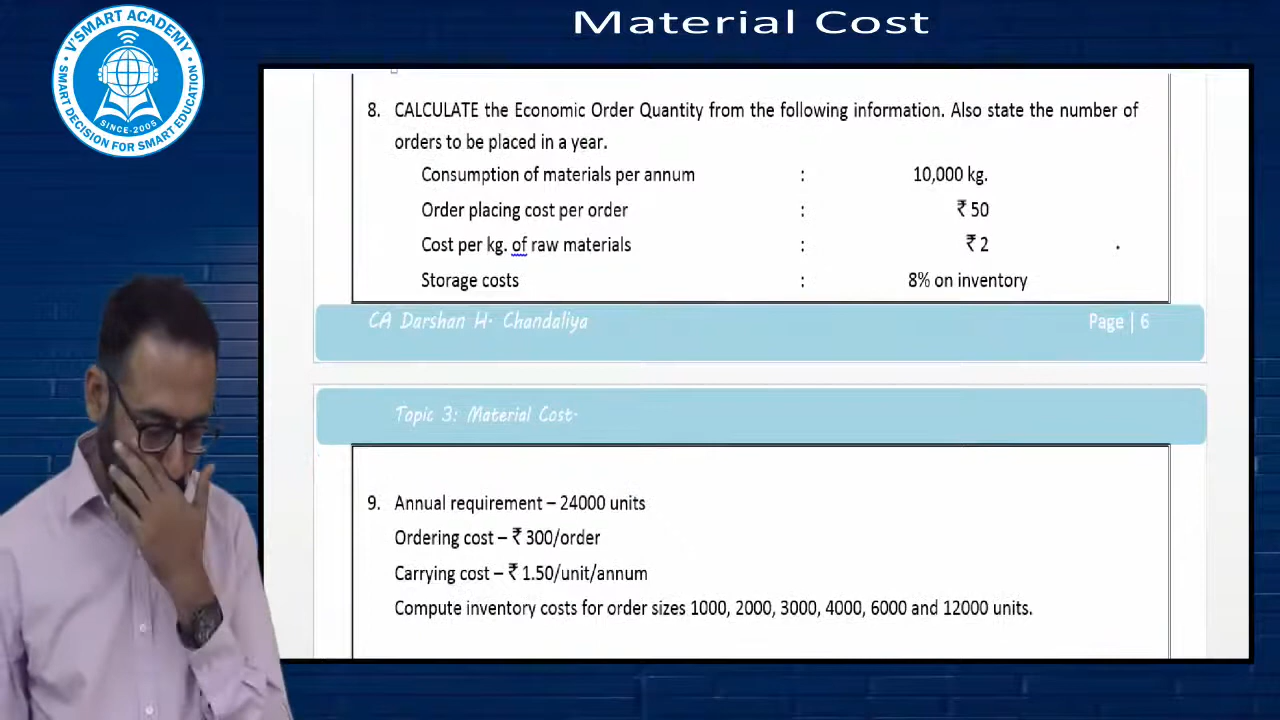 Material Cost
V'SMART ACADEMY
SINCE-2005
SMART DECISION FOR SMART EDUCATION
8. CALCULATE the Economic Order Quantity from the following information. Also state the number of
orders to be placed in a year.
Consumption of materials per annum : 10,000 kg.
Order placing cost per order : ₹ 50
Cost per kg. of raw materials : ₹ 2
Storage costs : 8% on inventory
CA Darshan H. Chandaliya Page | 6
Topic 3: Material Cost.
9. Annual requirement – 24000 units
Ordering cost – ₹ 300/order
Carrying cost – ₹ 1.50/unit/annum
Compute inventory costs for order sizes 1000, 2000, 3000, 4000, 6000 and 12000 units.